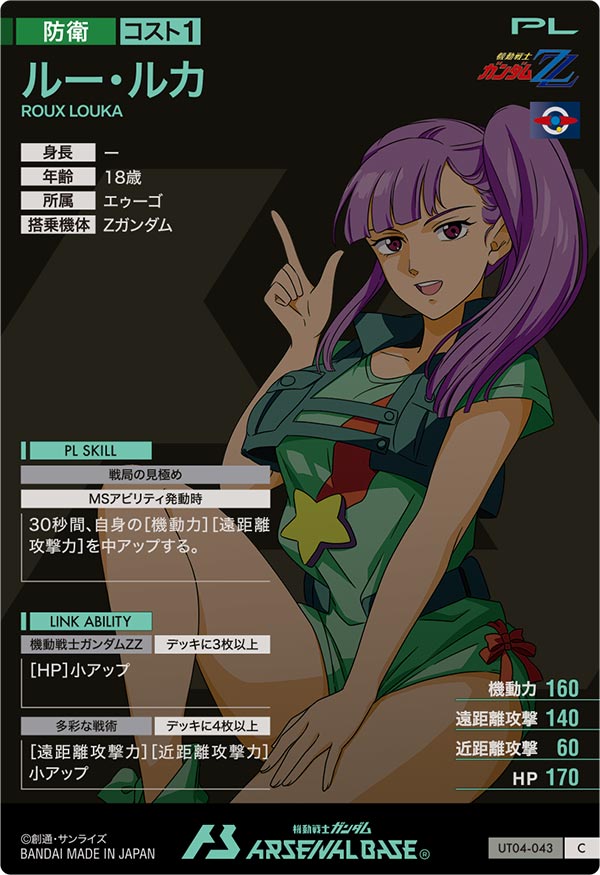 防衛 コスト1 PL
ルー・ルカ
ROUX LOUKA
機動戦士
ガンダムZZ
身長 ー
年齢 18歳
所属 エゥーゴ
搭乗機体 Zガンダム
PL SKILL
戦局の見極め
MSアビリティ発動時
30秒間、自身の[機動力][遠距離
攻撃力]を中アップする。
LINK ABILITY
機動戦士ガンダムZZ デッキに3枚以上
[HP]小アップ
多彩な戦術 デッキに4枚以上
[遠距離攻撃力][近距離攻撃力]
小アップ
機動力 160
遠距離攻撃 140
近距離攻撃 60
HP 170
©創通・サンライズ
BANDAI MADE IN JAPAN
機動戦士ガンダム
ARSENAL BASE®
UT04-043 C